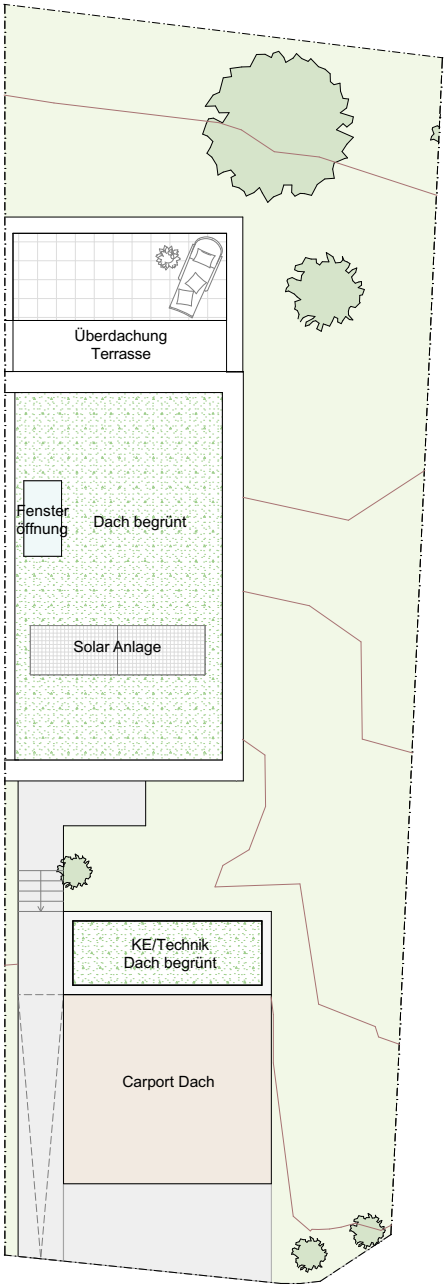 Überdachung
Terrasse
Fenster
öffnung
Dach begrünt
Solar Anlage
KE/Technik
Dach begrünt
Carport Dach